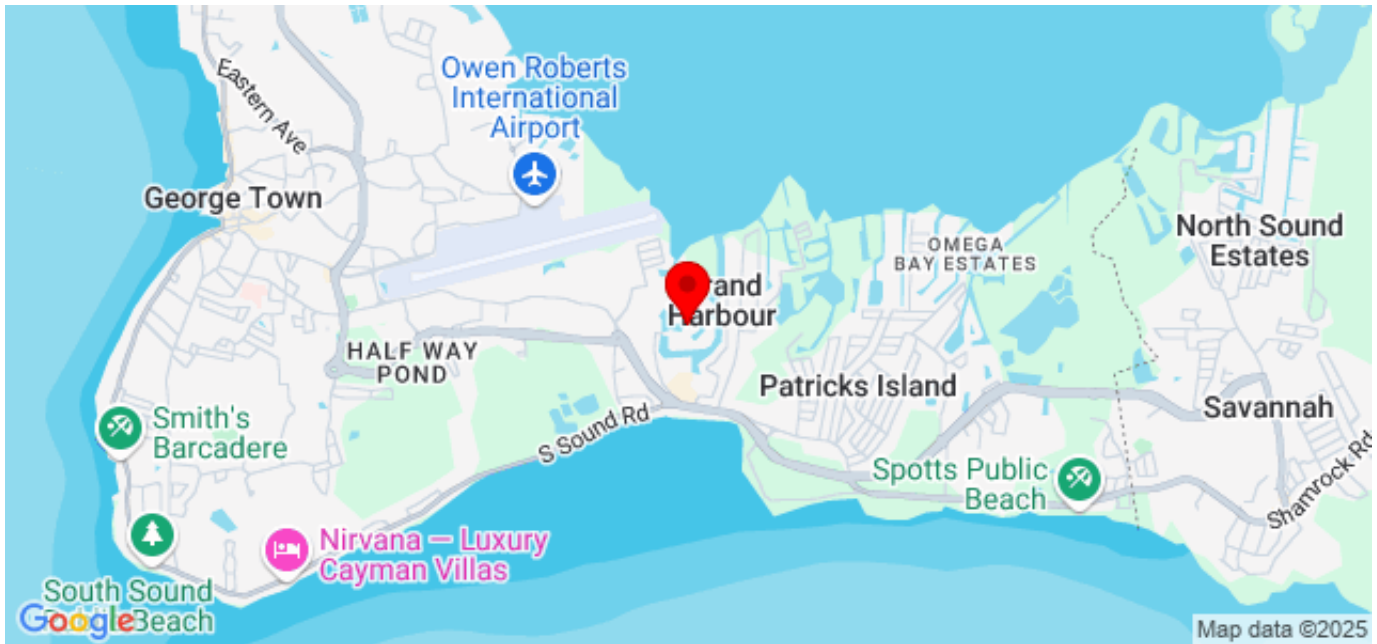 Eastern Ave
Owen Roberts
International
Airport
George Town
North Sound
Estates
OMEGA
BAY ESTATES
rand
Harbour
HALF WAY
POND
Patricks Island
Savannah
Smith's
Barcadere
S Sound Rd
Spotts Public
Beach
Shamrock Rd
Nirvana — Luxury
Cayman Villas
South Sound
Beach
Google
Map data ©2025